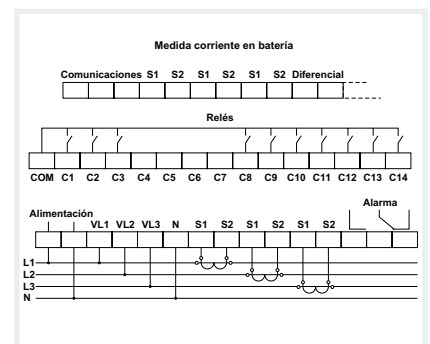 Medida corriente en batería
Comunicaciones S1 S2 S1 S2 S1 S2 Diferencial
Relés
COM C1 C2 C3 C4 C5 C6 C7 C8 C9 C10 C11 C12 C13 C14
Alimentación Alarma
VL1 VL2 VL3 N S1 S2 S1 S2 S1 S2
L1
L2
L3
N